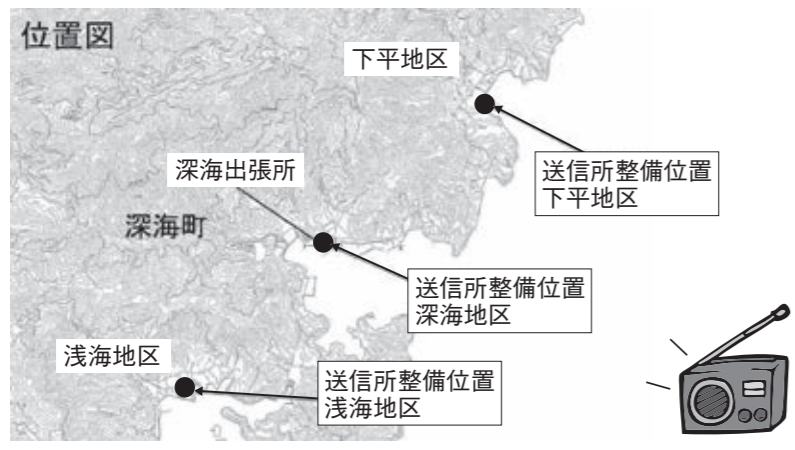 位置図
下平地区
送信所整備位置
下平地区
深海出張所
深海町
送信所整備位置
深海地区
浅海地区
送信所整備位置
浅海地区